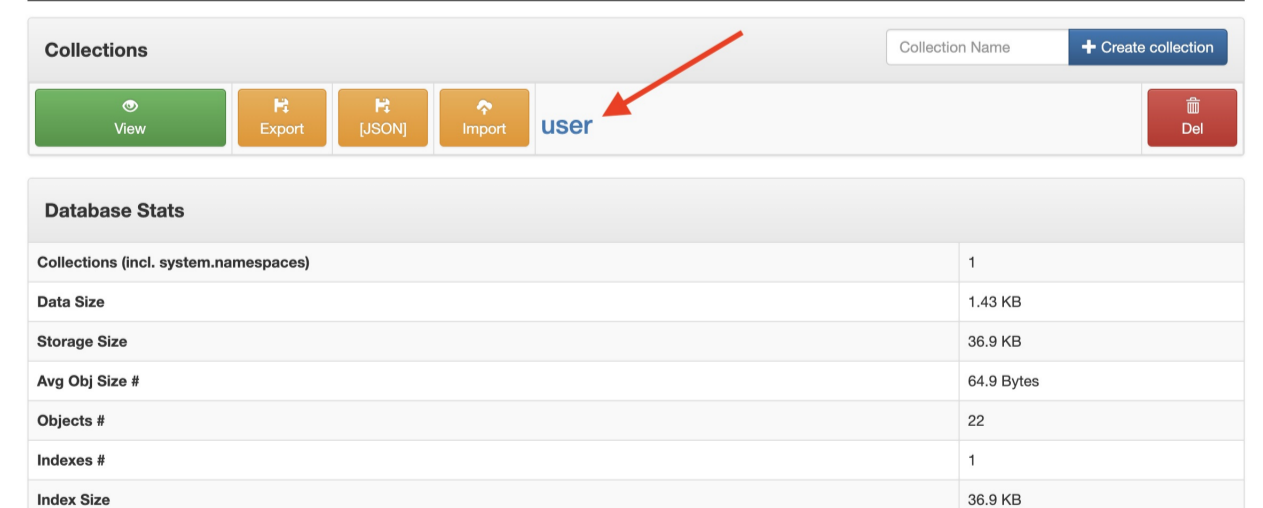 Collections
Collection Name
Create collection
View
Export
[JSON]
Import
user
Del
Database Stats
Collections (incl. system.namespaces) 1
Data Size 1.43 KB
Storage Size 36.9 KB
Avg Obj Size # 64.9 Bytes
Objects # 22
Indexes # 1
Index Size 36.9 KB